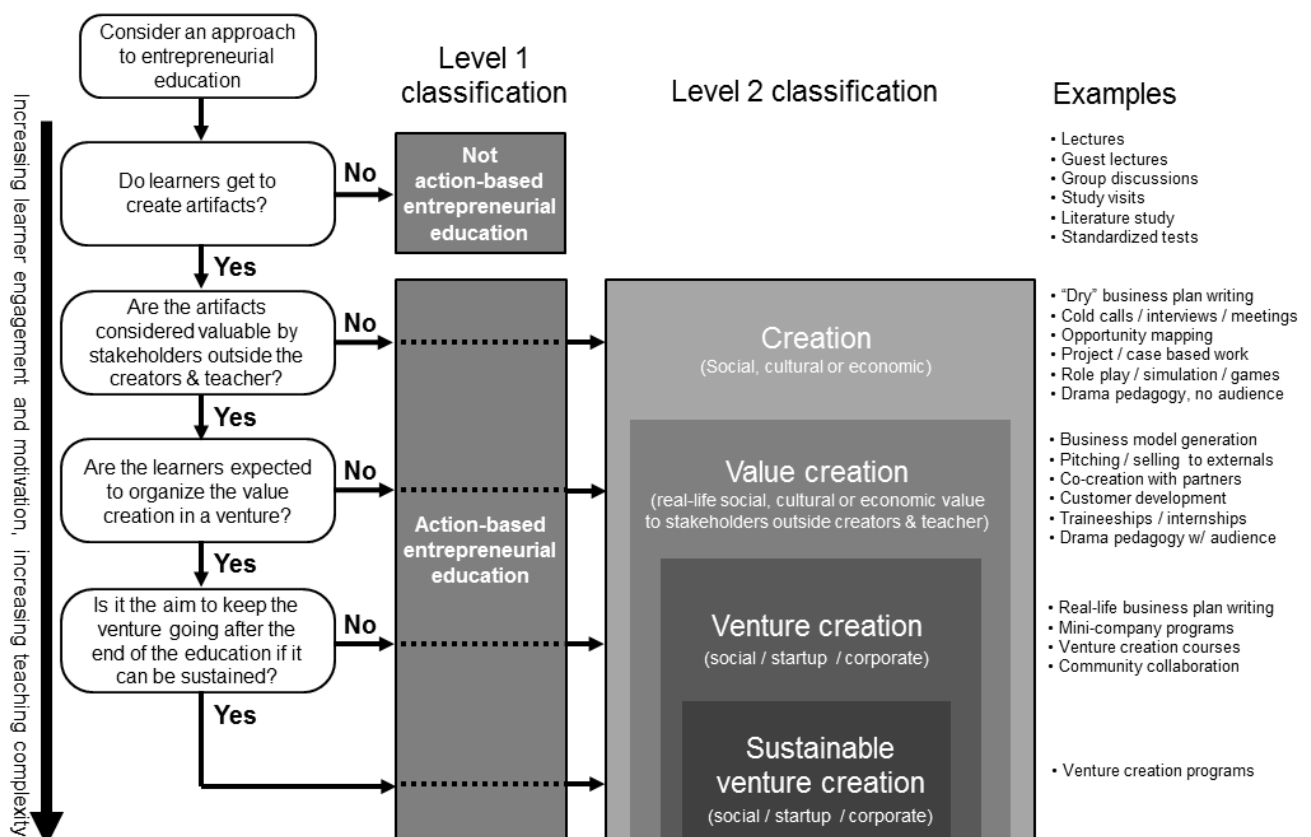 Consider an approach
to entrepreneurial
education
Level 1
classification
Level 2 classification
Examples
Increasing learner engagement and motivation, increasing teaching complexity
Do learners get to
create artifacts?
No
Not
action-based
entrepreneurial
education
• Lectures
• Guest lectures
• Group discussions
• Study visits
• Literature study
• Standardized tests
Yes
Are the artifacts
considered valuable by
stakeholders outside the
creators & teacher?
No
Creation
(Social, cultural or economic)
• "Dry" business plan writing
• Cold calls / interviews / meetings
• Opportunity mapping
• Project / case based work
• Role play / simulation / games
• Drama pedagogy, no audience
Yes
Are the learners expected
to organize the value
creation in a venture?
No
Action-based
entrepreneurial
education
Value creation
(real-life social, cultural or economic value
to stakeholders outside creators & teacher)
• Business model generation
• Pitching / selling to externals
• Co-creation with partners
• Customer development
• Traineeships / internships
• Drama pedagogy w/ audience
Yes
Is it the aim to keep the
venture going after the
end of the education if it
can be sustained?
No
Venture creation
(social / startup / corporate)
• Real-life business plan writing
• Mini-company programs
• Venture creation courses
• Community collaboration
Yes
Sustainable
venture creation
(social / startup / corporate)
• Venture creation programs